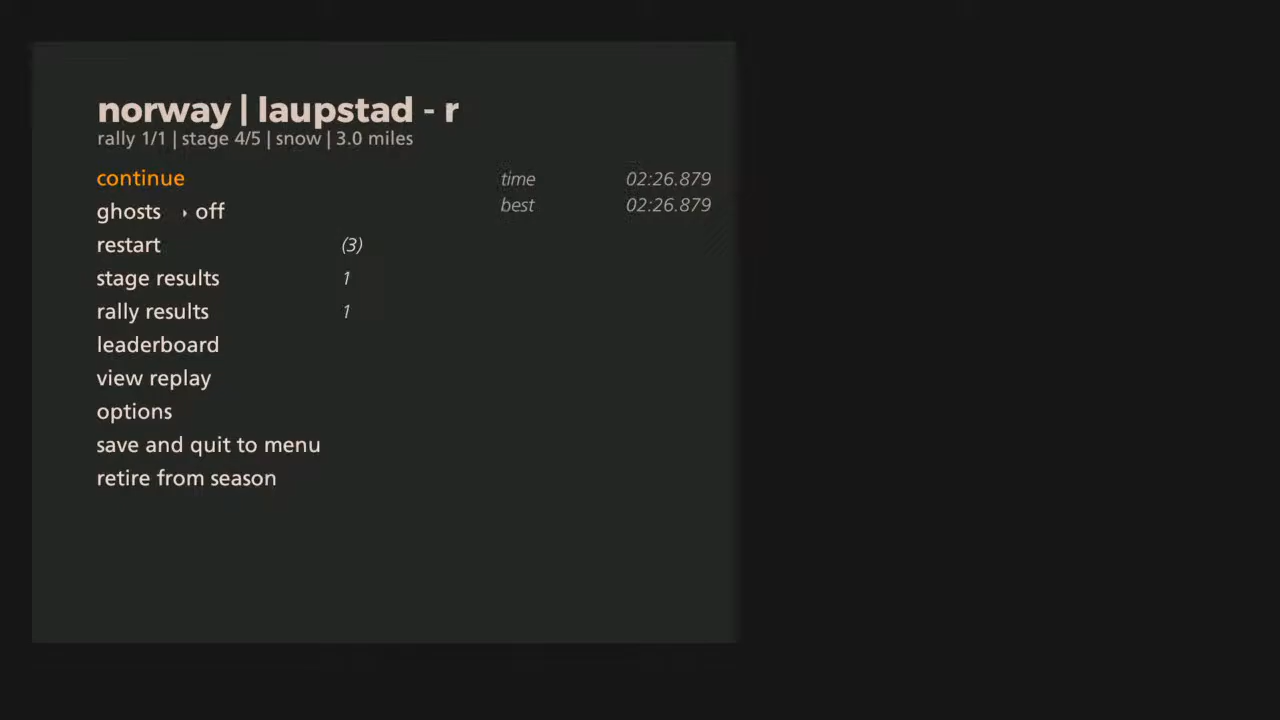 norway | laupstad - r
rally 1/1 | stage 4/5 | snow | 3.0 miles
continue
time 02:26.879
best 02:26.879
ghosts ‣ off
restart (3)
stage results 1
rally results 1
leaderboard
view replay
options
save and quit to menu
retire from season